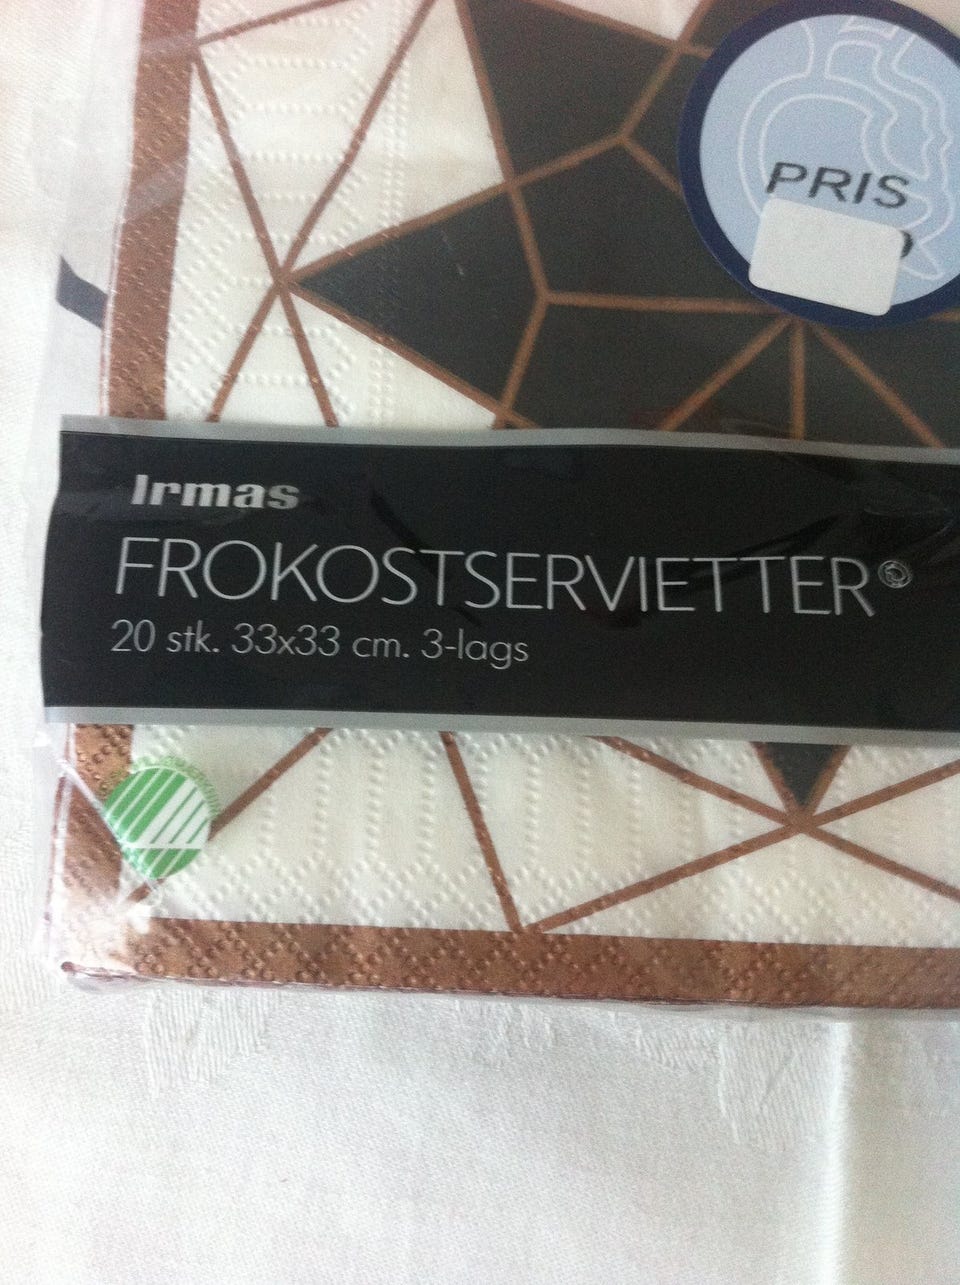 PRIS
Irmas
FROKOSTSERVIETTER®
20 stk. 33x33 cm. 3-lags